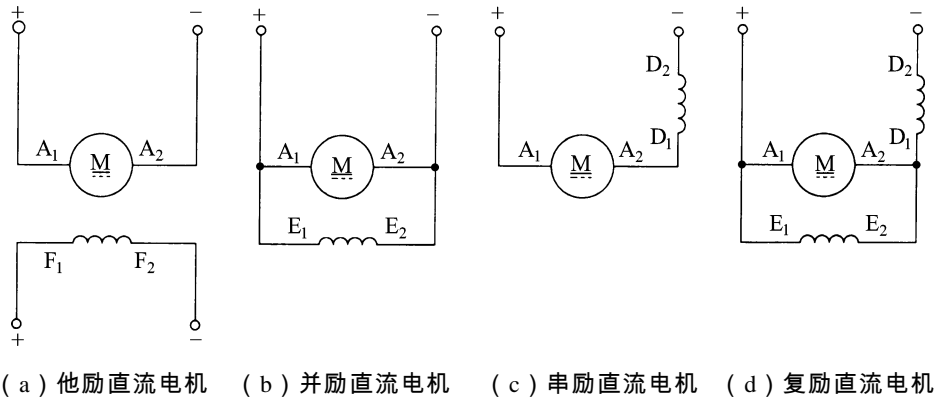 + − + − + − + −
D₂ D₂
A₁ M A₂ A₁ M A₂ A₁ M A₂ D₁ A₁ M A₂ D₁
F₁ F₂ E₁ E₂ E₁ E₂
+ −
（a）他励直流电机 （b）并励直流电机 （c）串励直流电机 （d）复励直流电机